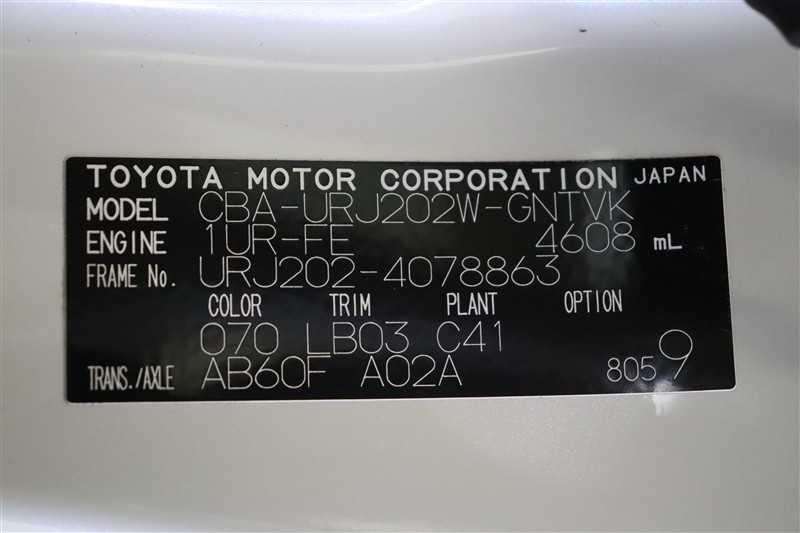 TOYOTA MOTOR CORPORATION JAPAN
MODEL CBA-URJ202W-GNTVK
ENGINE 1UR-FE 4608 mL
FRAME No. URJ202-4078863
COLOR TRIM PLANT OPTION
070 LB03 C41
TRANS./AXLE AB60F A02A 8059